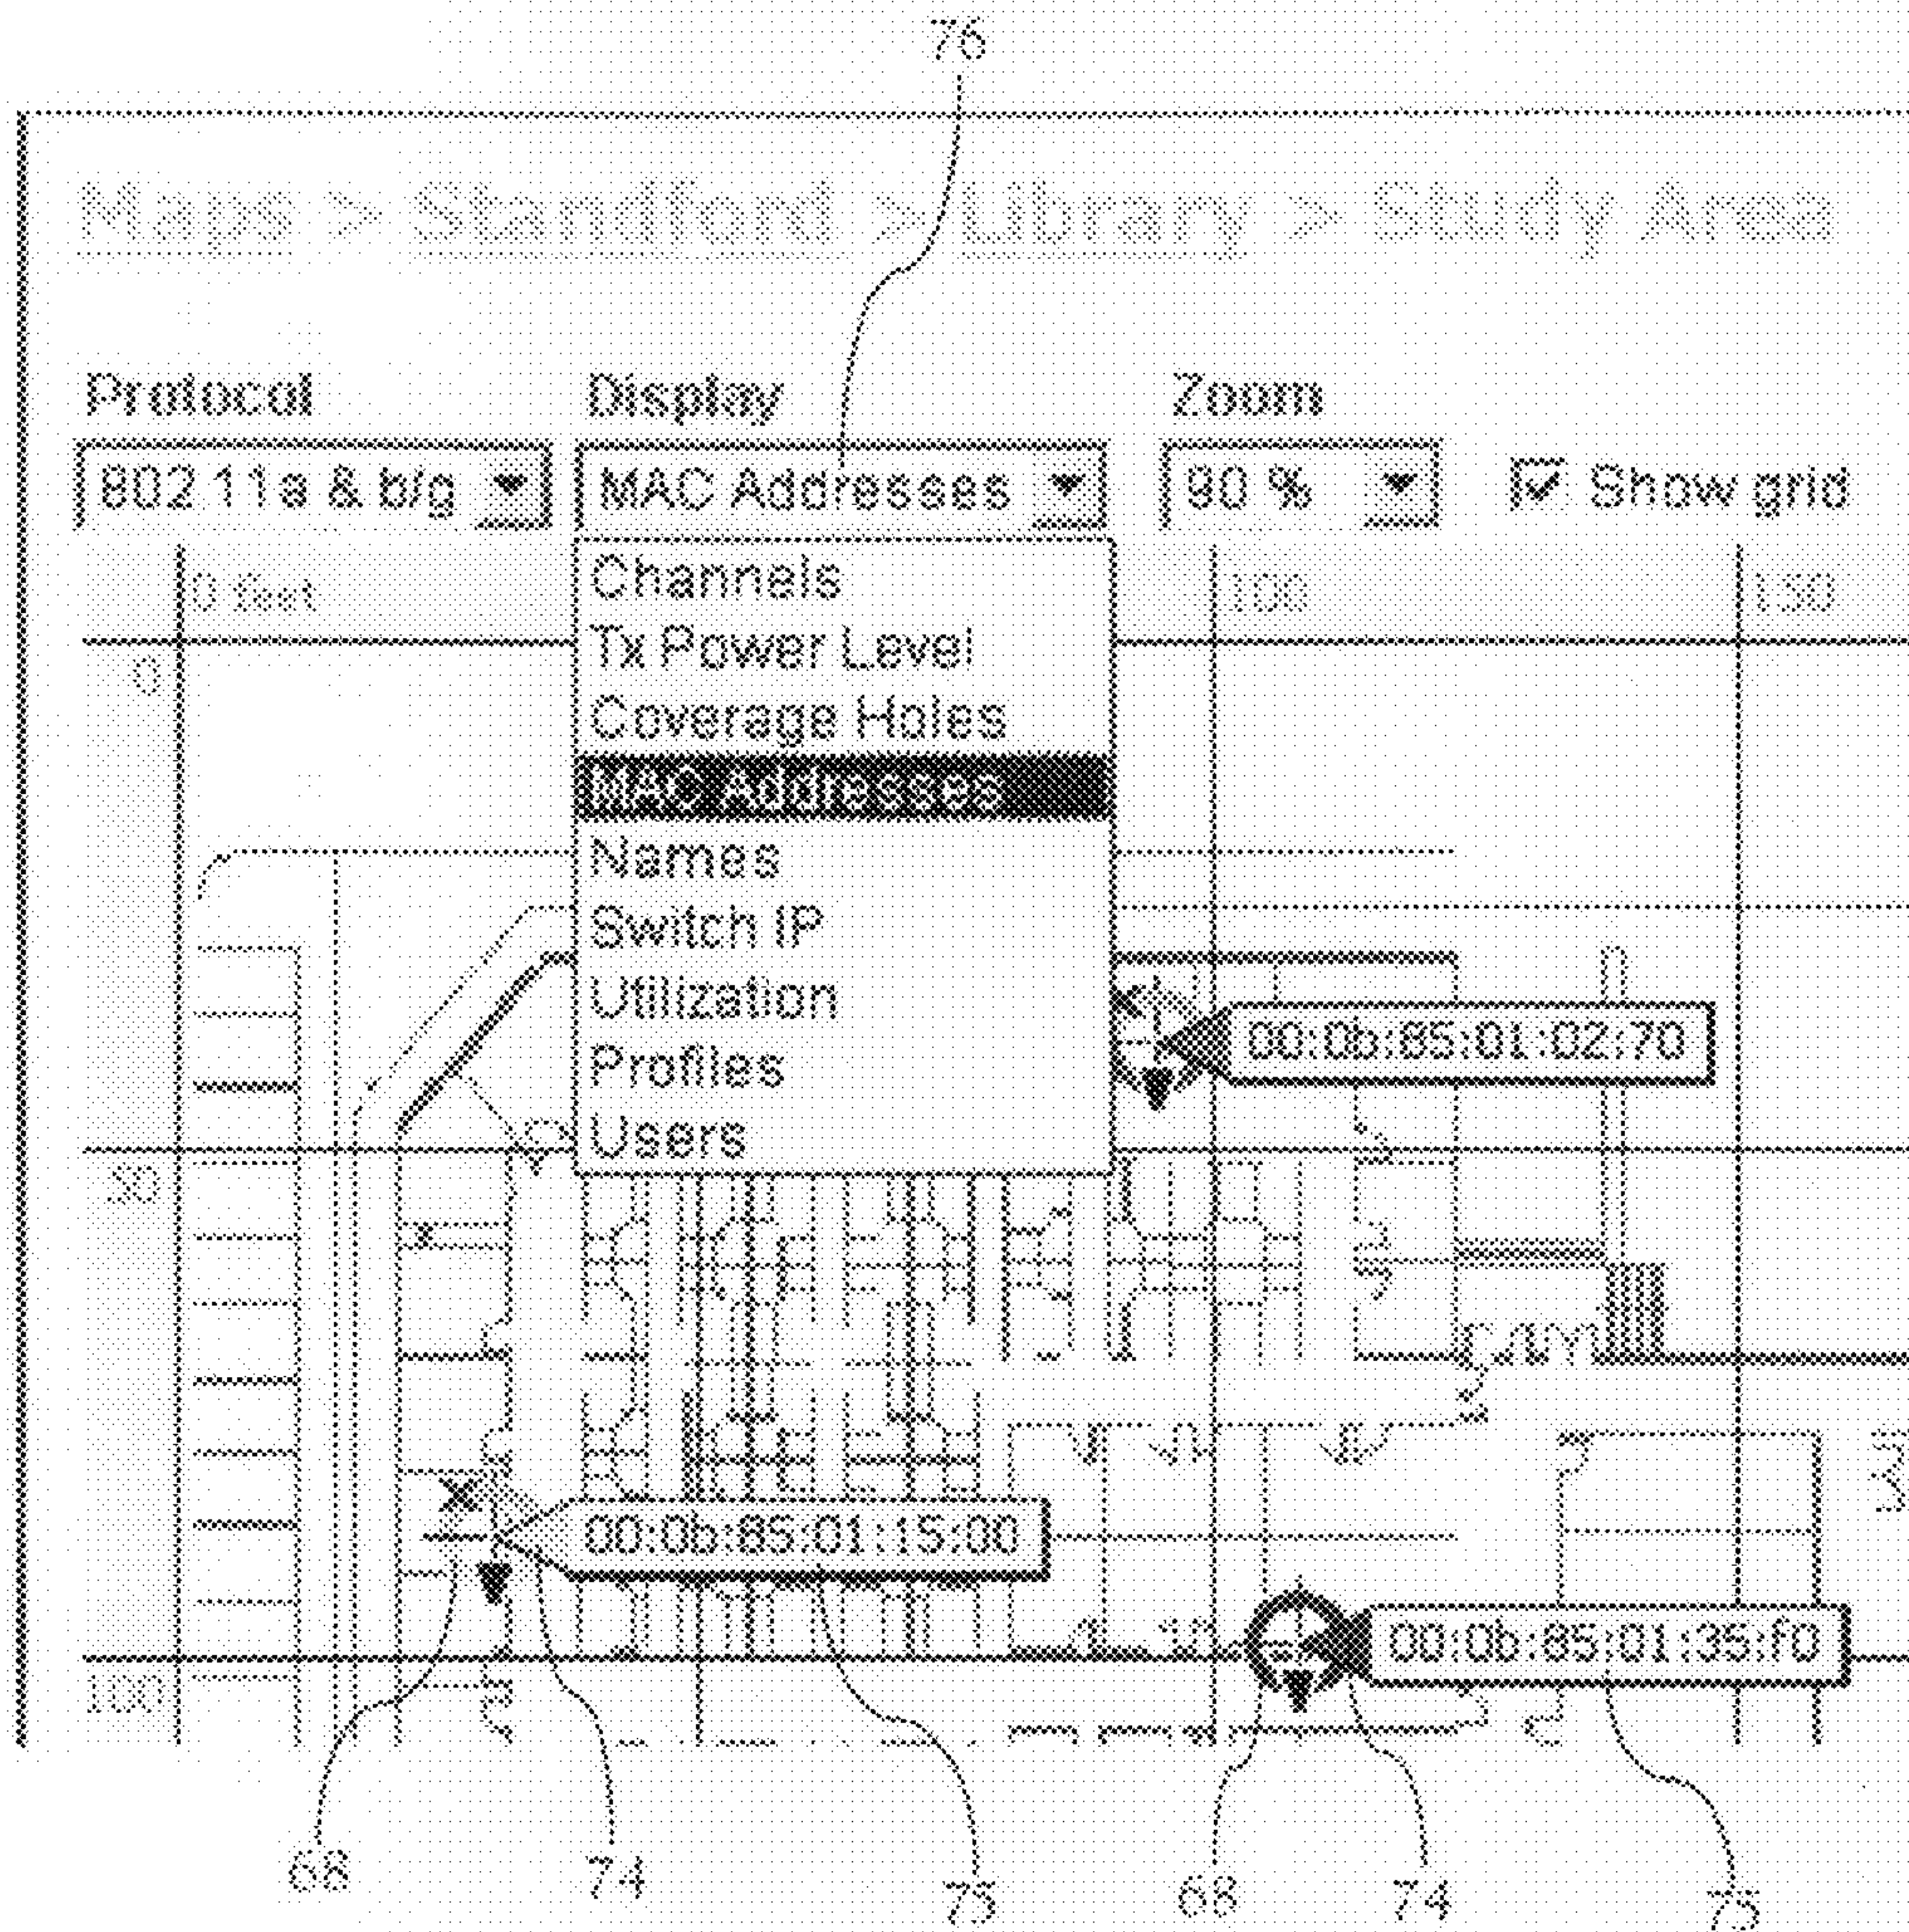 76
Maps > Standford > Library > Study Area
Protocol Display Zoom
802.11a & b/g MAC Addresses 90 % Show grid
0 feet 100 150
Channels
Tx Power Level
Coverage Holes
MAC Addresses
Names
Switch IP
Utilization
Profiles
Users
0
50
100
00:0b:85:01:02:70
00:0b:85:01:15:00
00:0b:85:01:35:f0
68 74 75 68 74 75